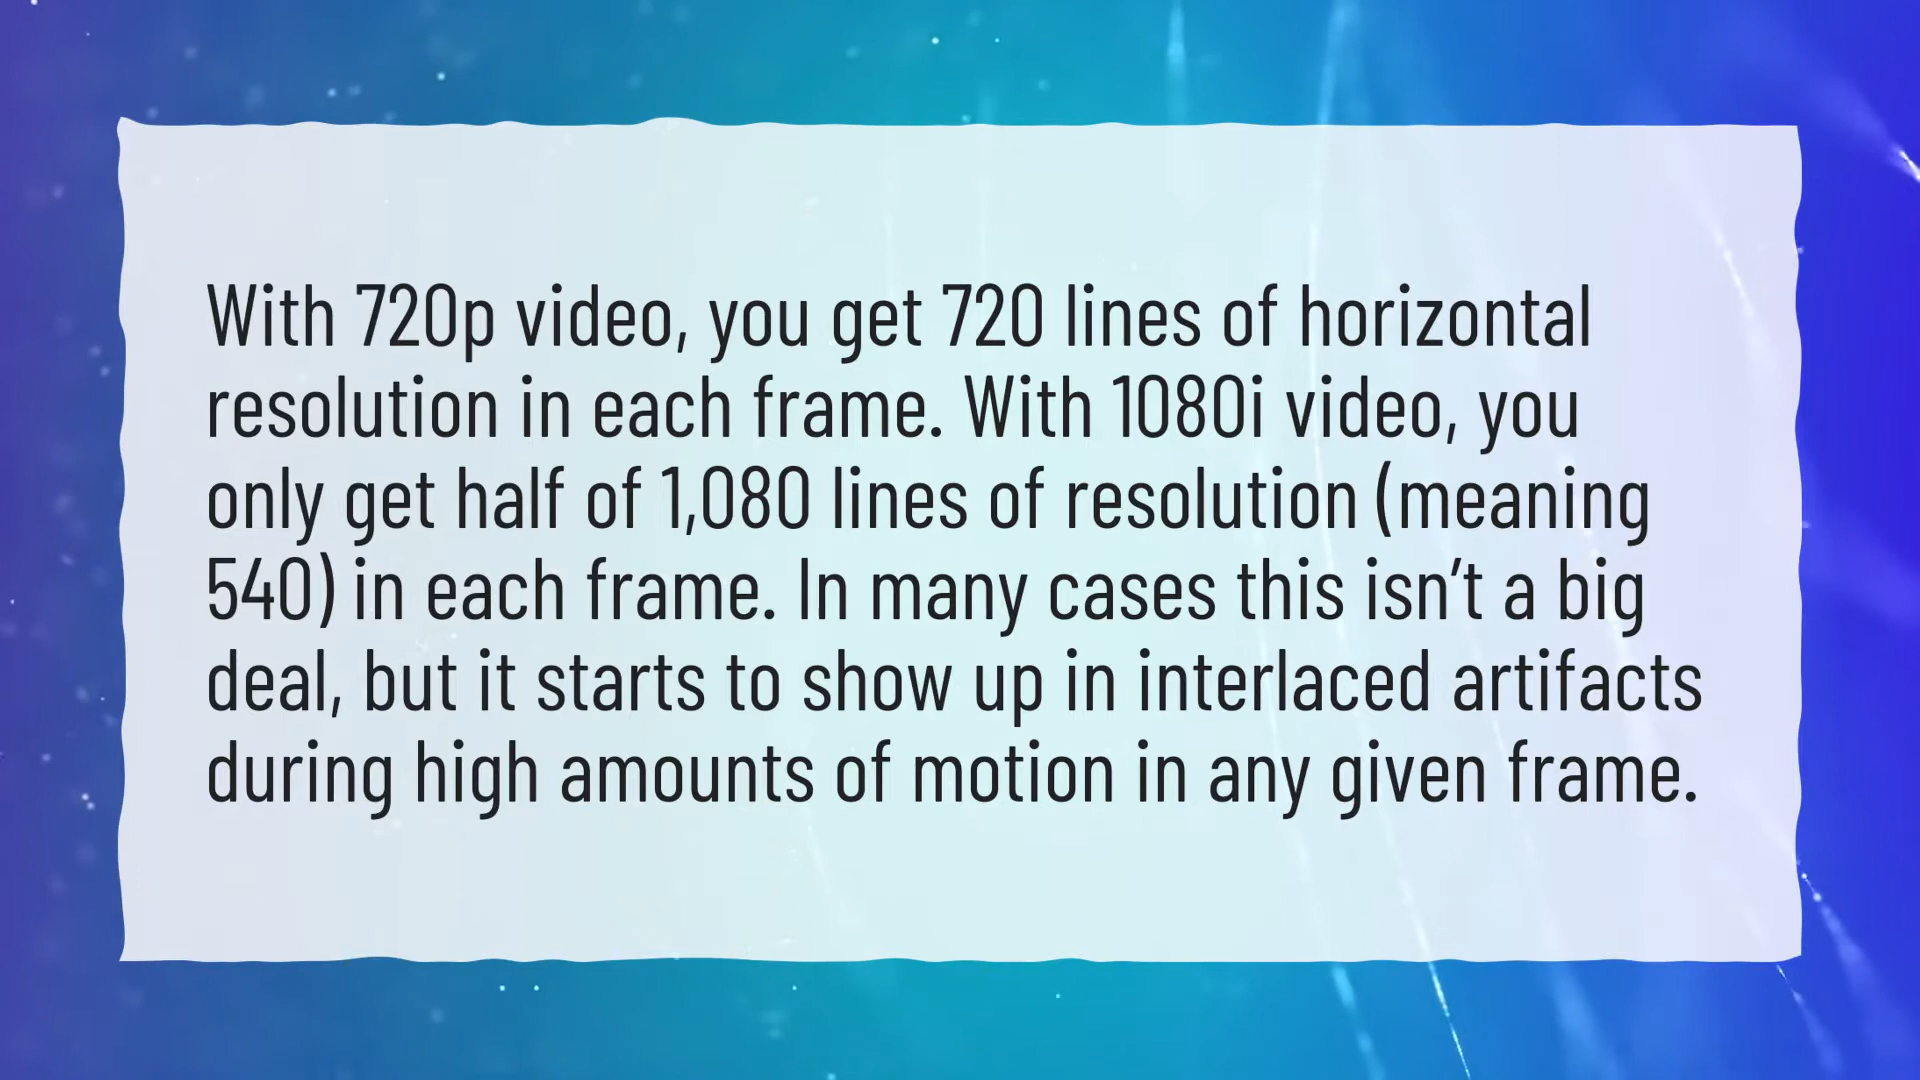 With 720p video, you get 720 lines of horizontal
resolution in each frame. With 1080i video, you
only get half of 1,080 lines of resolution (meaning
540) in each frame. In many cases this isn’t a big
deal, but it starts to show up in interlaced artifacts
during high amounts of motion in any given frame.